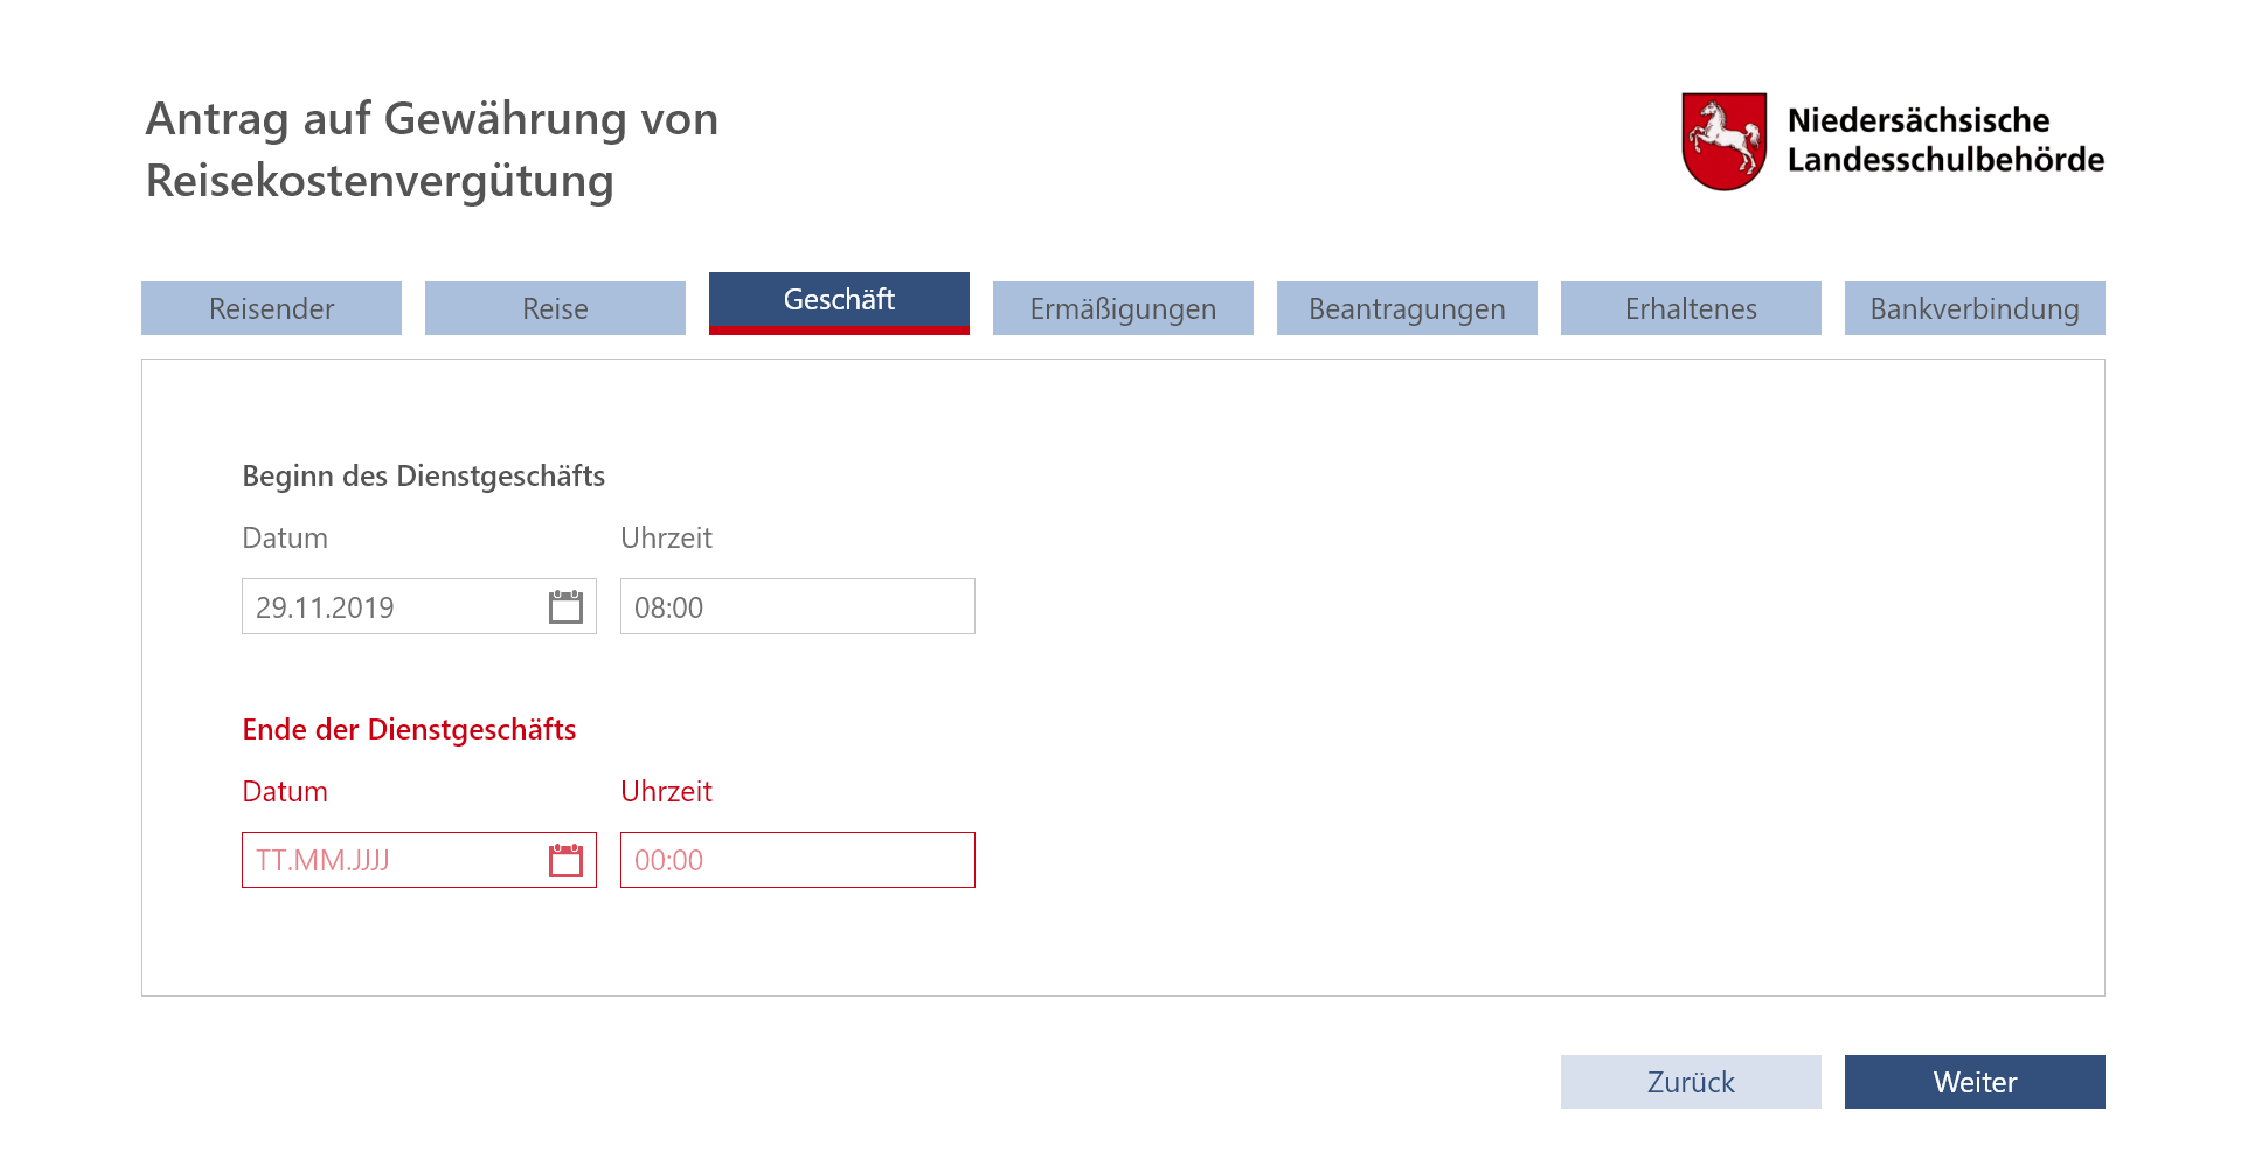 Antrag auf Gewährung von
Reisekostenvergütung
Niedersächsische
Landesschulbehörde
Reisender Reise Geschäft Ermäßigungen Beantragungen Erhaltenes Bankverbindung
Beginn des Dienstgeschäfts
Datum Uhrzeit
29.11.2019 08:00
Ende der Dienstgeschäfts
Datum Uhrzeit
TT.MM.JJJJ 00:00
Zurück Weiter